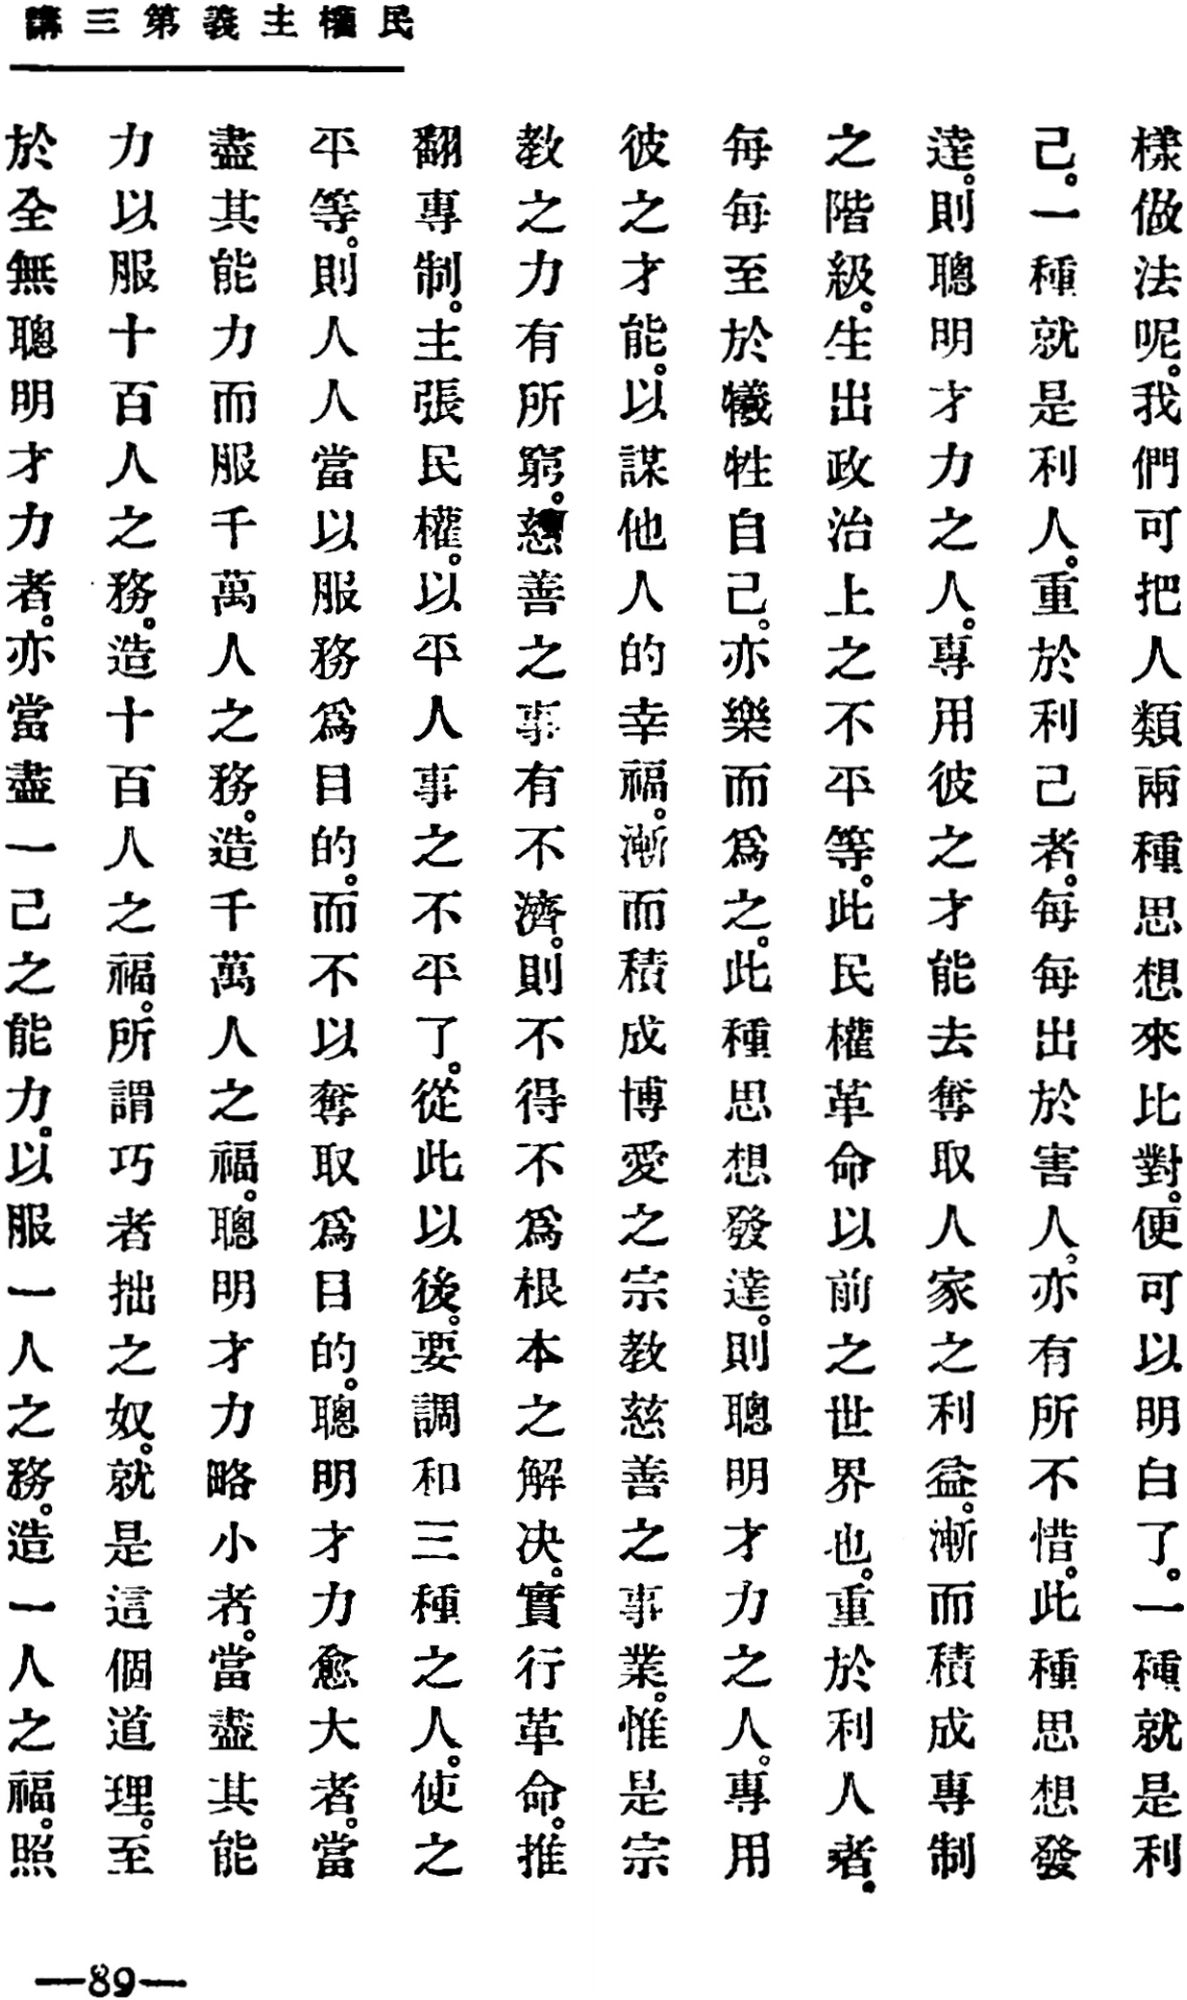 民權主義第三講
樣做法呢。我們可把人類兩種思想來比對。便可以明白了。一種就是利
己。一種就是利人。重於利己者。每每出於害人。亦有所不惜。此種思想發
達。則聰明才力之人。專用彼之才能去奪取人家之利益。漸而積成專制
之階級。生出政治上之不平等。此民權革命以前之世界也。重於利人者。
每每至於犧牲自己。亦樂而爲之。此種思想發達。則聰明才力之人。專用
彼之才能。以謀他人的幸福。漸而積成博愛之宗教慈善之事業。惟是宗
教之力有所窮。慈善之事有不濟。則不得不爲根本之解决。實行革命。推
翻專制。主張民權。以平人事之不平了。從此以後。要調和三種之人。使之
平等。則人人當以服務爲目的。而不以奪取爲目的。聰明才力愈大者。當
盡其能力而服千萬人之務。造千萬人之福。聰明才力略小者。當盡其能
力以服十百人之務。造十百人之福。所謂巧者拙之奴。就是這個道理。至
於全無聰明才力者。亦當盡一己之能力。以服一人之務。造一人之福。照
—89—